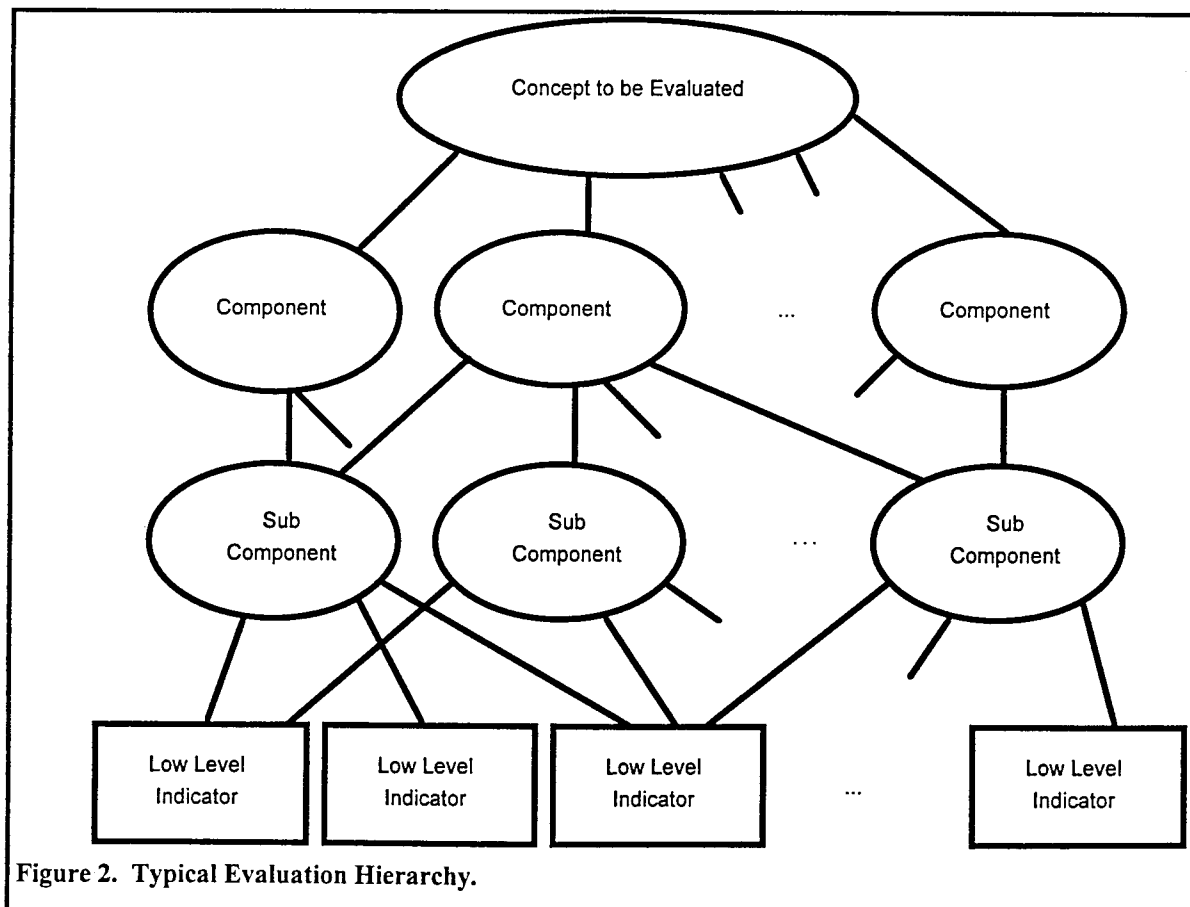 Concept to be Evaluated
Component
Component
...
Component
Sub
Component
Sub
Component
...
Sub
Component
Low Level
Indicator
Low Level
Indicator
Low Level
Indicator
...
Low Level
Indicator
Figure 2. Typical Evaluation Hierarchy.